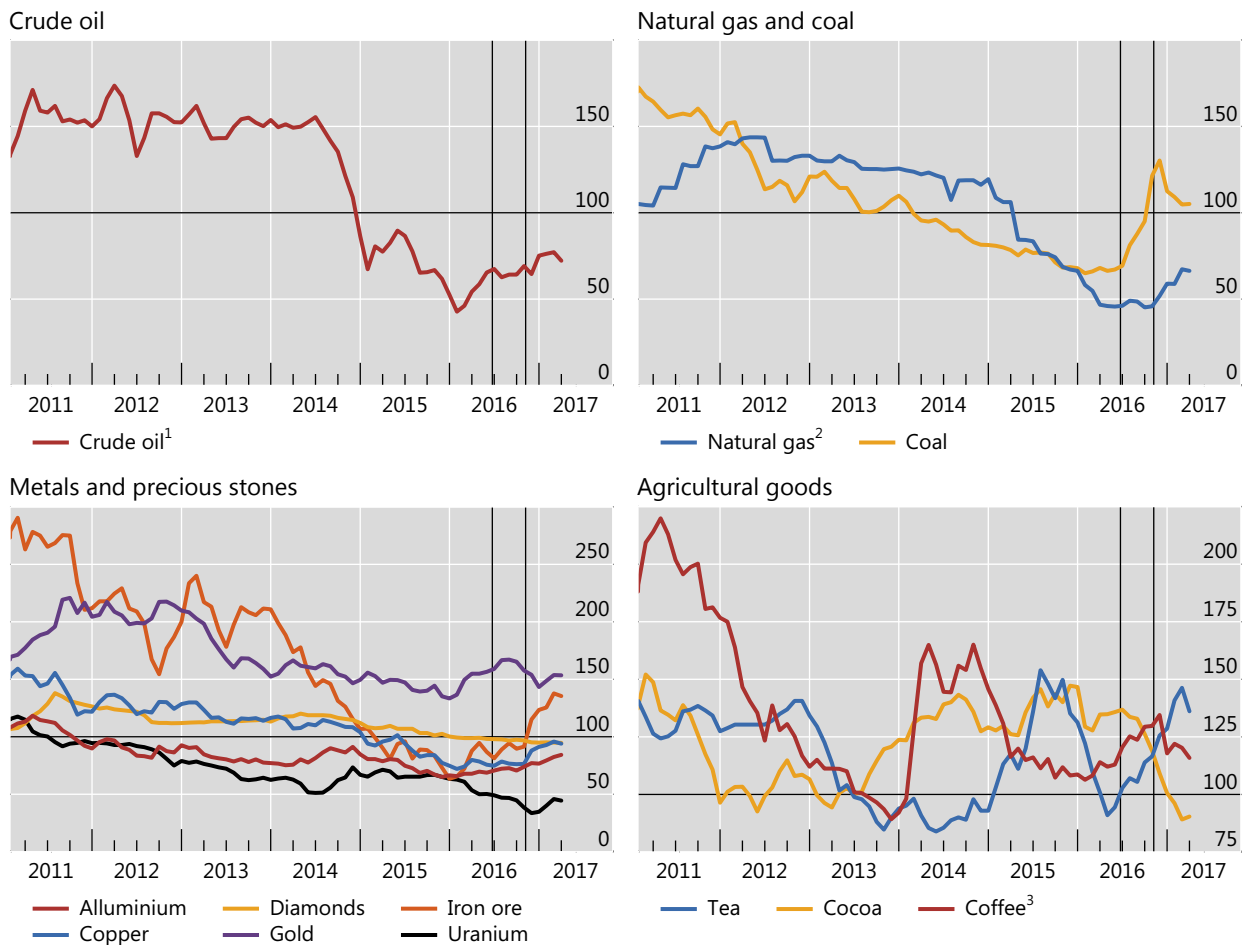 Crude oil
150
100
50
0
2011 2012 2013 2014 2015 2016 2017
Crude oil1
Natural gas and coal
150
100
50
0
2011 2012 2013 2014 2015 2016 2017
Natural gas2 Coal
Metals and precious stones
250
200
150
100
50
0
2011 2012 2013 2014 2015 2016 2017
Alluminium Diamonds Iron ore
Copper Gold Uranium
Agricultural goods
200
175
150
125
100
75
2011 2012 2013 2014 2015 2016 2017
Tea Cocoa Coffee3